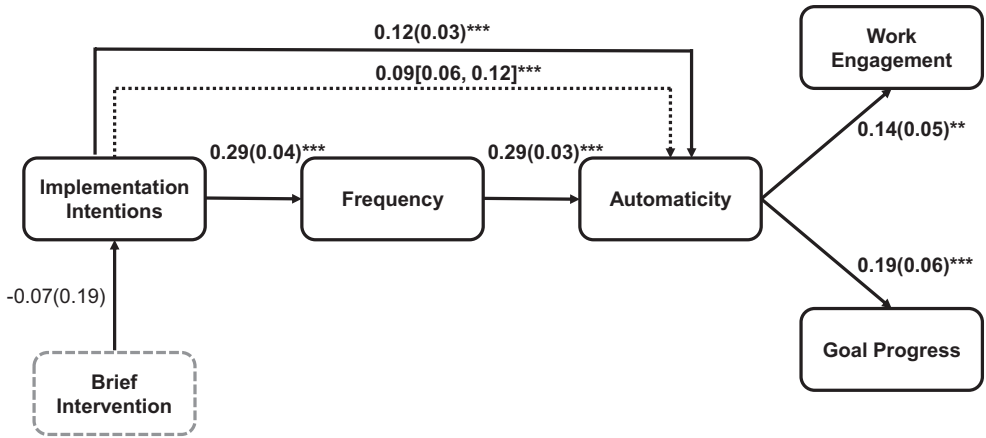 0.12(0.03)***
Work
Engagement
0.09[0.06, 0.12]***
0.14(0.05)**
0.29(0.04)***
0.29(0.03)***
Implementation
Intentions
Frequency
Automaticity
0.19(0.06)***
-0.07(0.19)
Goal Progress
Brief
Intervention